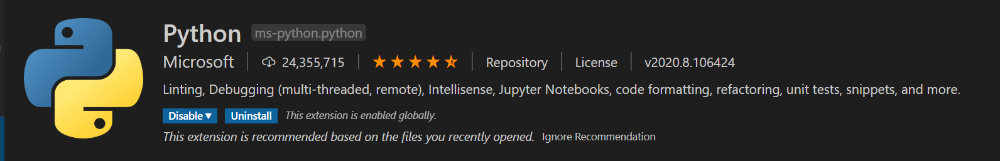 Python ms-python.python
Microsoft 24,355,715 Repository License v2020.8.106424
Linting, Debugging (multi-threaded, remote), Intellisense, Jupyter Notebooks, code formatting, refactoring, unit tests, snippets, and more.
Disable Uninstall This extension is enabled globally.
This extension is recommended based on the files you recently opened. Ignore Recommendation